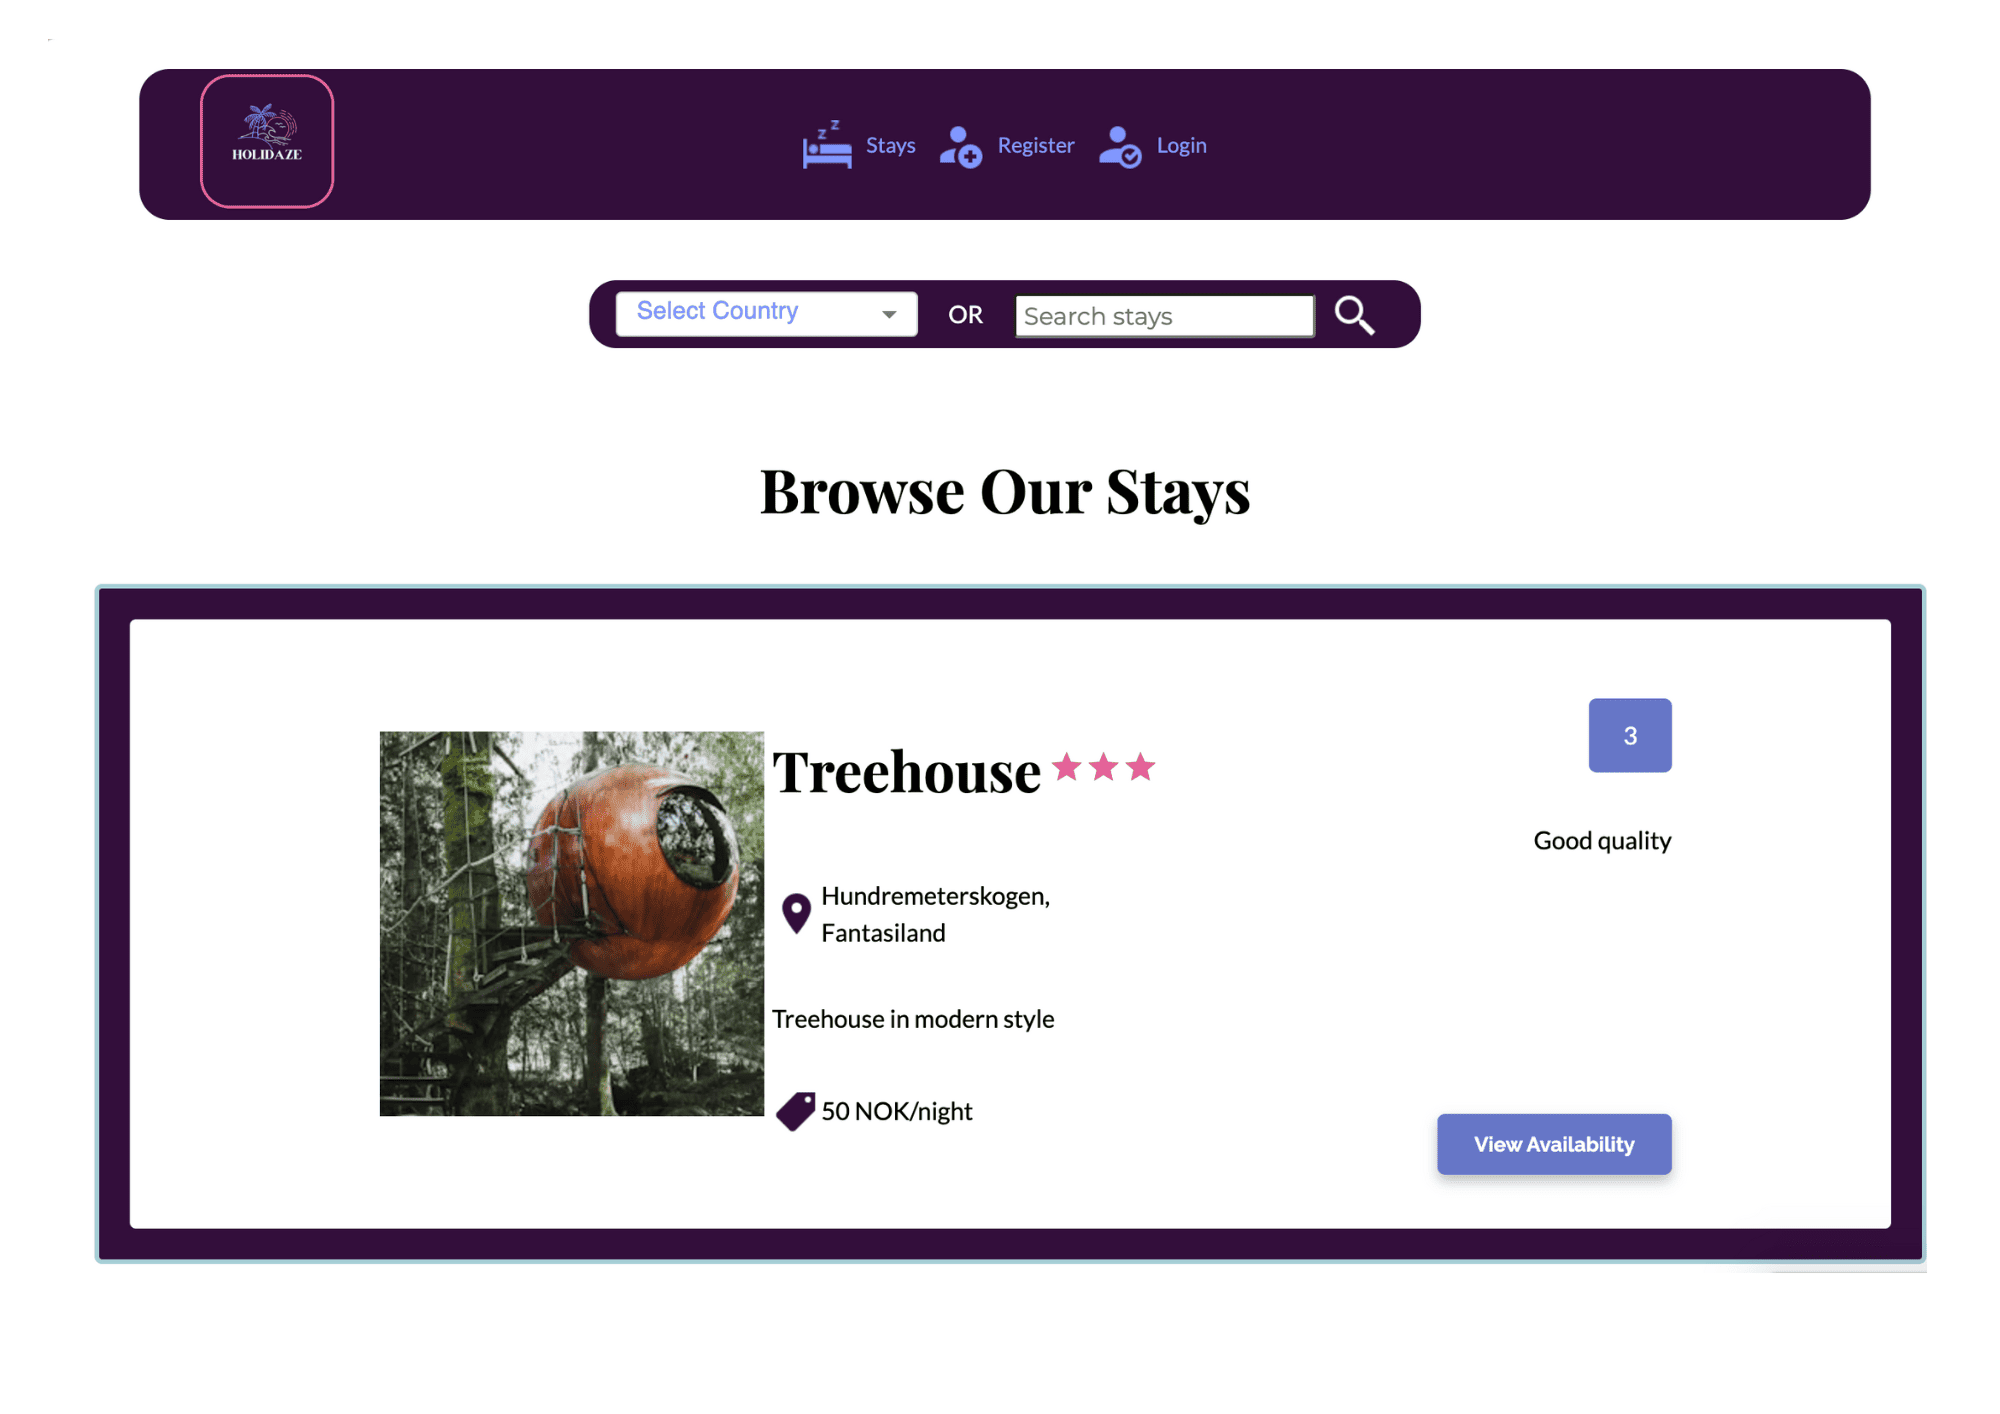 HOLIDAZE
Stays
Register
Login
Select Country
OR
Search stays
Browse Our Stays
Treehouse
3
Good quality
Hundremeterskogen,
Fantasiland
Treehouse in modern style
50 NOK/night
View Availability